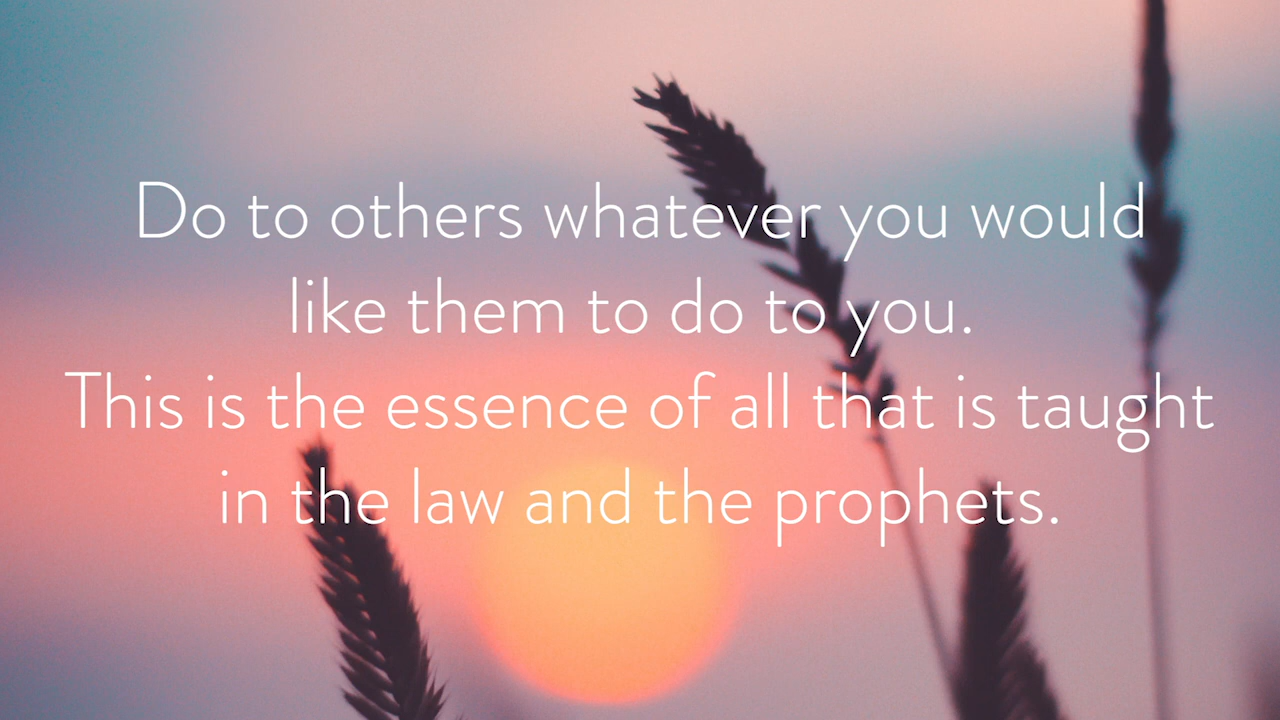 Do to others whatever you would
like them to do to you.
This is the essence of all that is taught
in the law and the prophets.